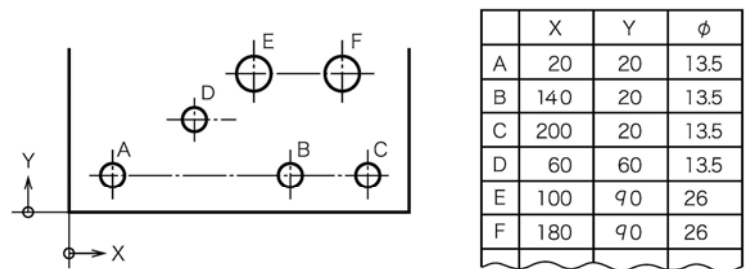 E F
D
A B C
Y
X
X Y φ
A 20 20 13.5
B 140 20 13.5
C 200 20 13.5
D 60 60 13.5
E 100 90 26
F 180 90 26